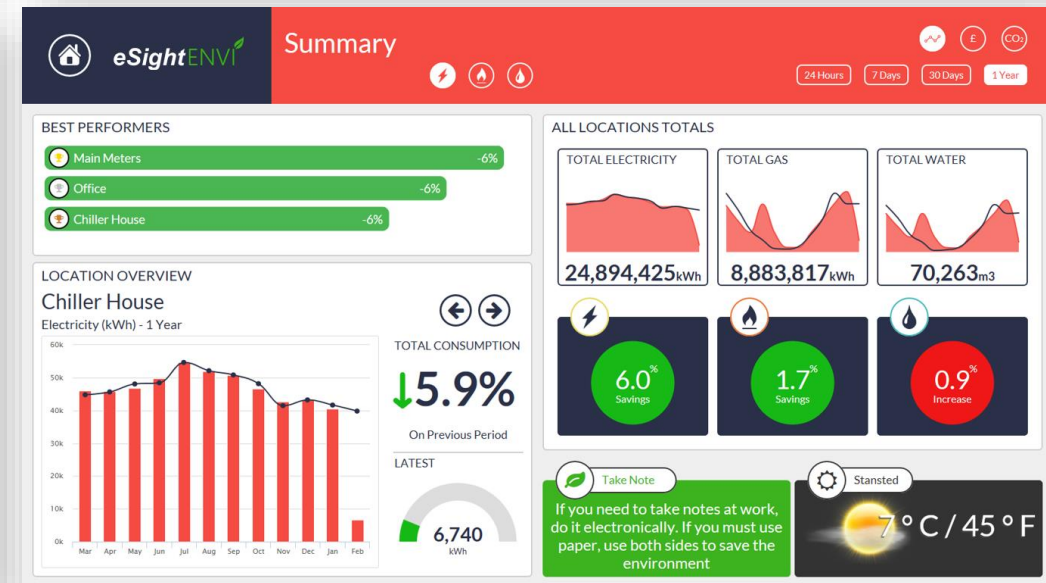 eSightENVI
Summary
£
CO2
24 Hours
7 Days
30 Days
1 Year
BEST PERFORMERS
Main Meters -6%
Office -6%
Chiller House -6%
LOCATION OVERVIEW
Chiller House
Electricity (kWh) - 1 Year
60k
50k
40k
30k
20k
10k
0k
Mar Apr May Jun Jul Aug Sep Oct Nov Dec Jan Feb
TOTAL CONSUMPTION
↓5.9%
On Previous Period
LATEST
6,740
kWh
ALL LOCATIONS TOTALS
TOTAL ELECTRICITY
24,894,425kWh
TOTAL GAS
8,883,817kWh
TOTAL WATER
70,263m3
6.0%
Savings
1.7%
Savings
0.9%
Increase
Take Note
If you need to take notes at work,
do it electronically. If you must use
paper, use both sides to save the
environment
Stansted
7°C/45°F